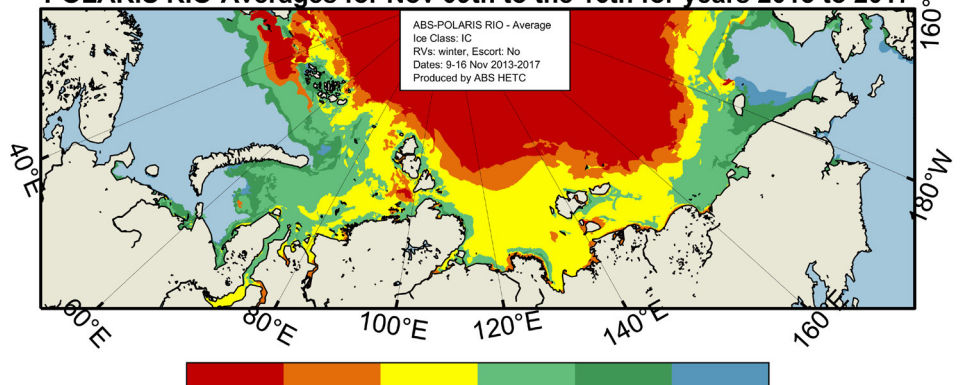 POLARIS RIO Averages for Nov 09th to the 16th for years 2013 to 2017
ABS-POLARIS RIO - Average
Ice Class: IC
RVs: winter, Escort: No
Dates: 9-16 Nov 2013-2017
Produced by ABS HETC
160°
40°E
180°W
60°E
80°E
100°E
120°E
140°E
160°E